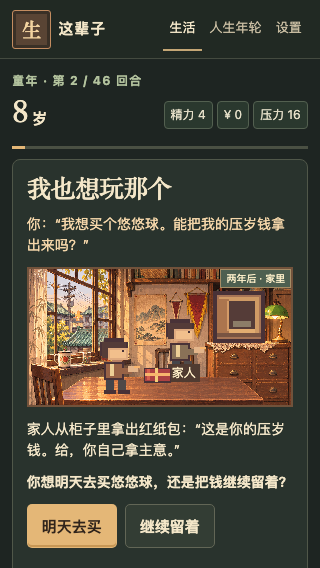 生 这辈子 生活 人生年轮 设置
童年 · 第 2 / 46 回合
8 岁 精力 4 ¥ 0 压力 16
我也想玩那个
你：“我想买个悠悠球。能把我的压岁钱拿
出来吗？”
两年后 · 家里
家人
家人从柜子里拿出红纸包：“这是你的压岁
钱。给，你自己拿主意。”
你想明天去买悠悠球，还是把钱继续留着?
明天去买 继续留着